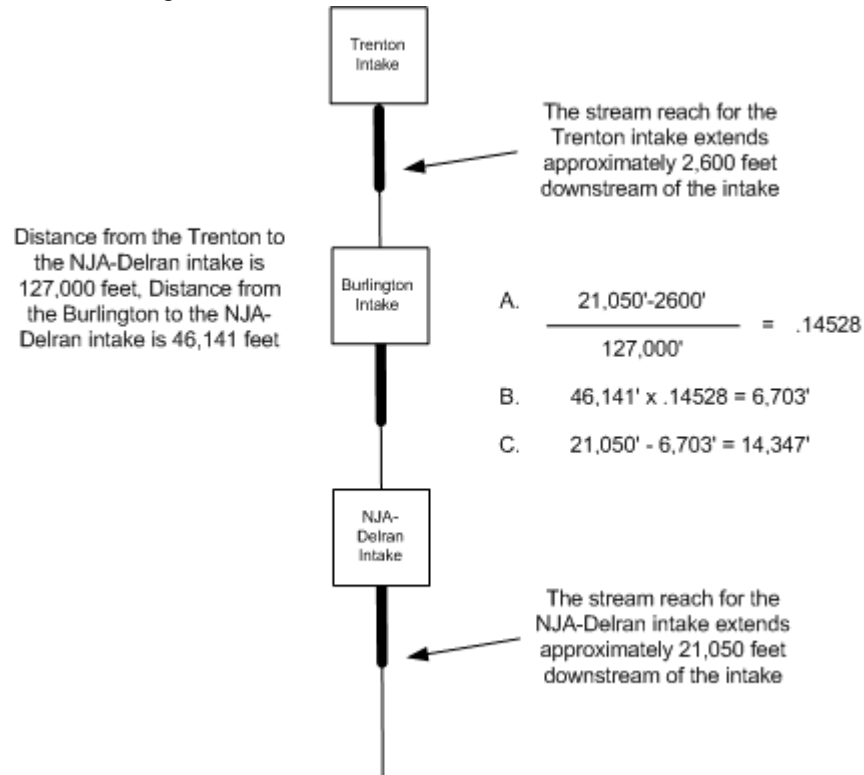 Trenton
Intake
The stream reach for the
Trenton intake extends
approximately 2,600 feet
downstream of the intake
Distance from the Trenton to
the NJA-Delran intake is
127,000 feet, Distance from
the Burlington to the NJA-
Delran intake is 46,141 feet
Burlington
Intake
A. 21,050'-2600'
= .14528
127,000'
B. 46,141' x .14528 = 6,703'
C. 21,050' - 6,703' = 14,347'
NJA-
Delran
Intake
The stream reach for the
NJA-Delran intake extends
approximately 21,050 feet
downstream of the intake